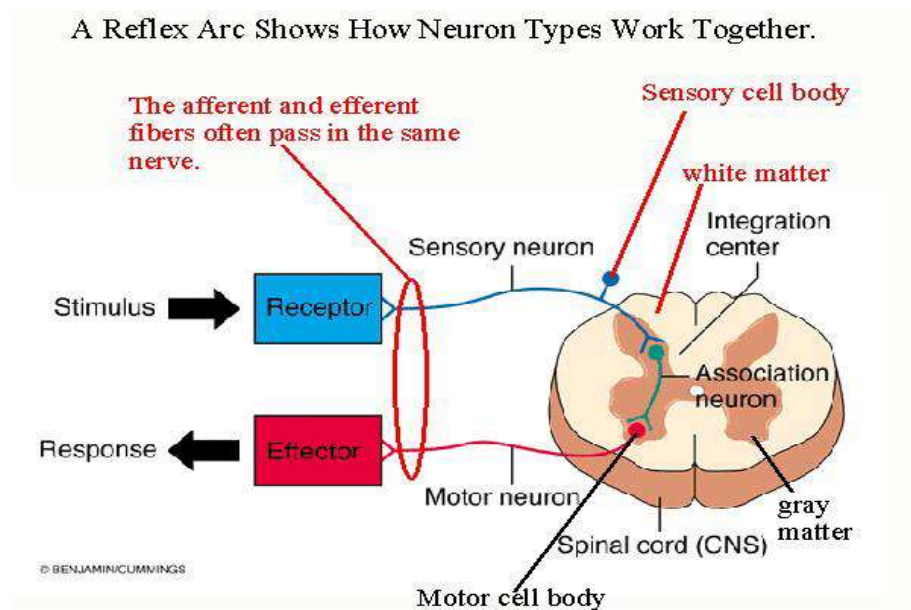 A Reflex Arc Shows How Neuron Types Work Together.
The afferent and efferent
fibers often pass in the same
nerve.
Sensory cell body
white matter
Integration
center
Sensory neuron
Stimulus
Receptor
Association
neuron
Response
Effector
Motor neuron
gray
matter
Spinal cord (CNS)
© BENJAMIN/CUMMINGS
Motor cell body